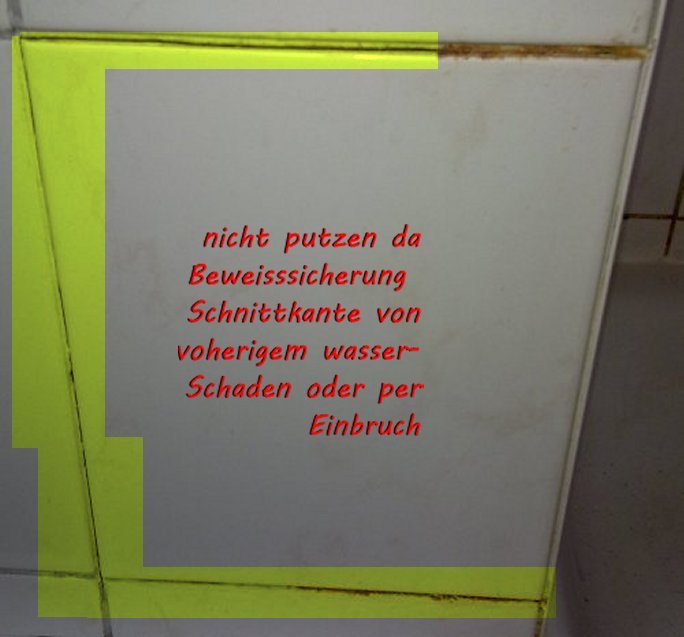 nicht putzen da
Beweisssicherung
Schnittkante von
voherigem wasser-
Schaden oder per
Einbruch